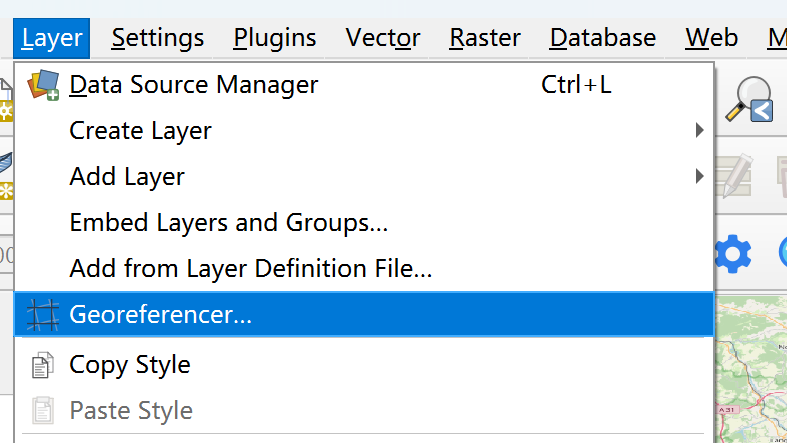 Layer Settings Plugins Vector Raster Database Web M
Data Source Manager Ctrl+L
Create Layer
Add Layer
Embed Layers and Groups...
Add from Layer Definition File...
Georeferencer...
Copy Style
Paste Style
A 31